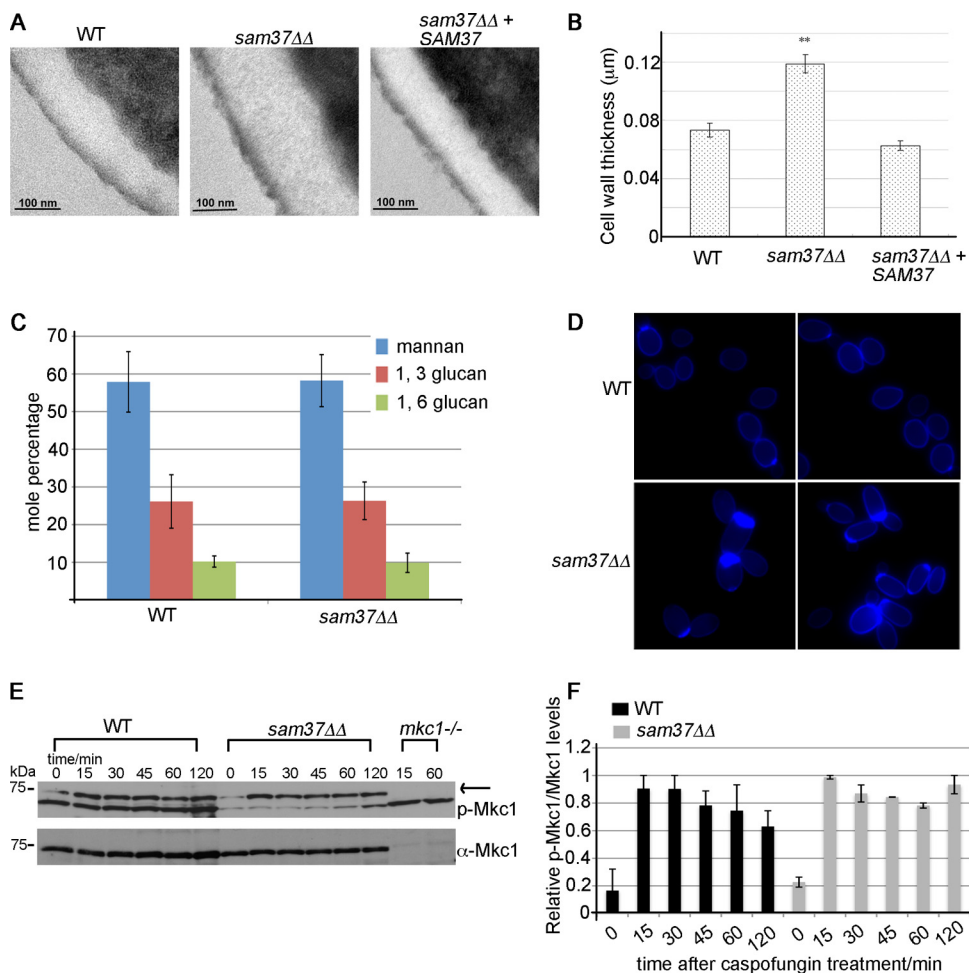 A
WT
sam37ΔΔ
sam37ΔΔ +
SAM37
100 nm
100 nm
100 nm
B
Cell wall thickness (μm)
0.12
0.08
0.04
0
**
WT
sam37ΔΔ
sam37ΔΔ +
SAM37
C
mole percentage
70
60
50
40
30
20
10
mannan
1, 3 glucan
1, 6 glucan
WT
sam37ΔΔ
D
WT
sam37ΔΔ
E
WT
sam37ΔΔ
mkc1-/-
time/min
0 15 30 45 60 120 0 15 30 45 60 120 15 60
kDa
75-
p-Mkc1
75-
α-Mkc1
F
WT
sam37ΔΔ
Relative p-Mkc1/Mkc1 levels
1.2
1
0.8
0.6
0.4
0.2
0
0 15 30 45 60 120 0 15 30 45 60 120
time after caspofungin treatment/min